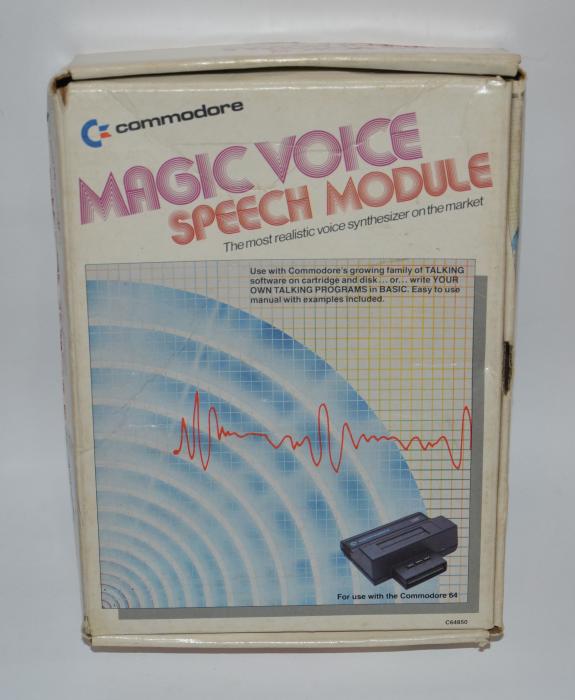 commodore
MAGIC VOICE
SPEECH MODULE
The most realistic voice synthesizer on the market
Use with Commodore's growing family of TALKING
software on cartridge and disk... or... write YOUR
OWN TALKING PROGRAMS in BASIC. Easy to use
manual with examples included.
For use with the Commodore 64
C64850